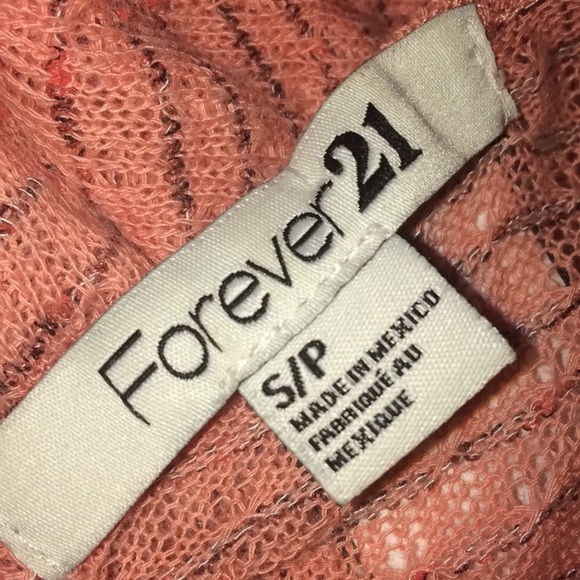 Forever21
S/P
MADE IN MEXICO
FABRIQUÉ AU
MEXIQUE